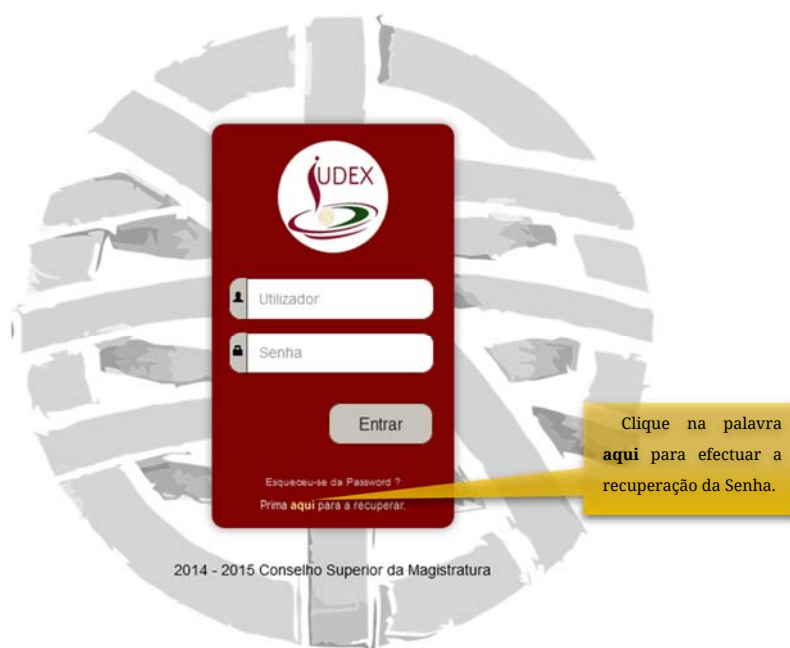 iUDEX
Utilizador
Senha
Entrar
Clique na palavra
aqui para efectuar a
recuperação da Senha.
Esqueceu-se da Password ?
Prima aqui para a recuperar.
2014 - 2015 Conselho Superior da Magistratura